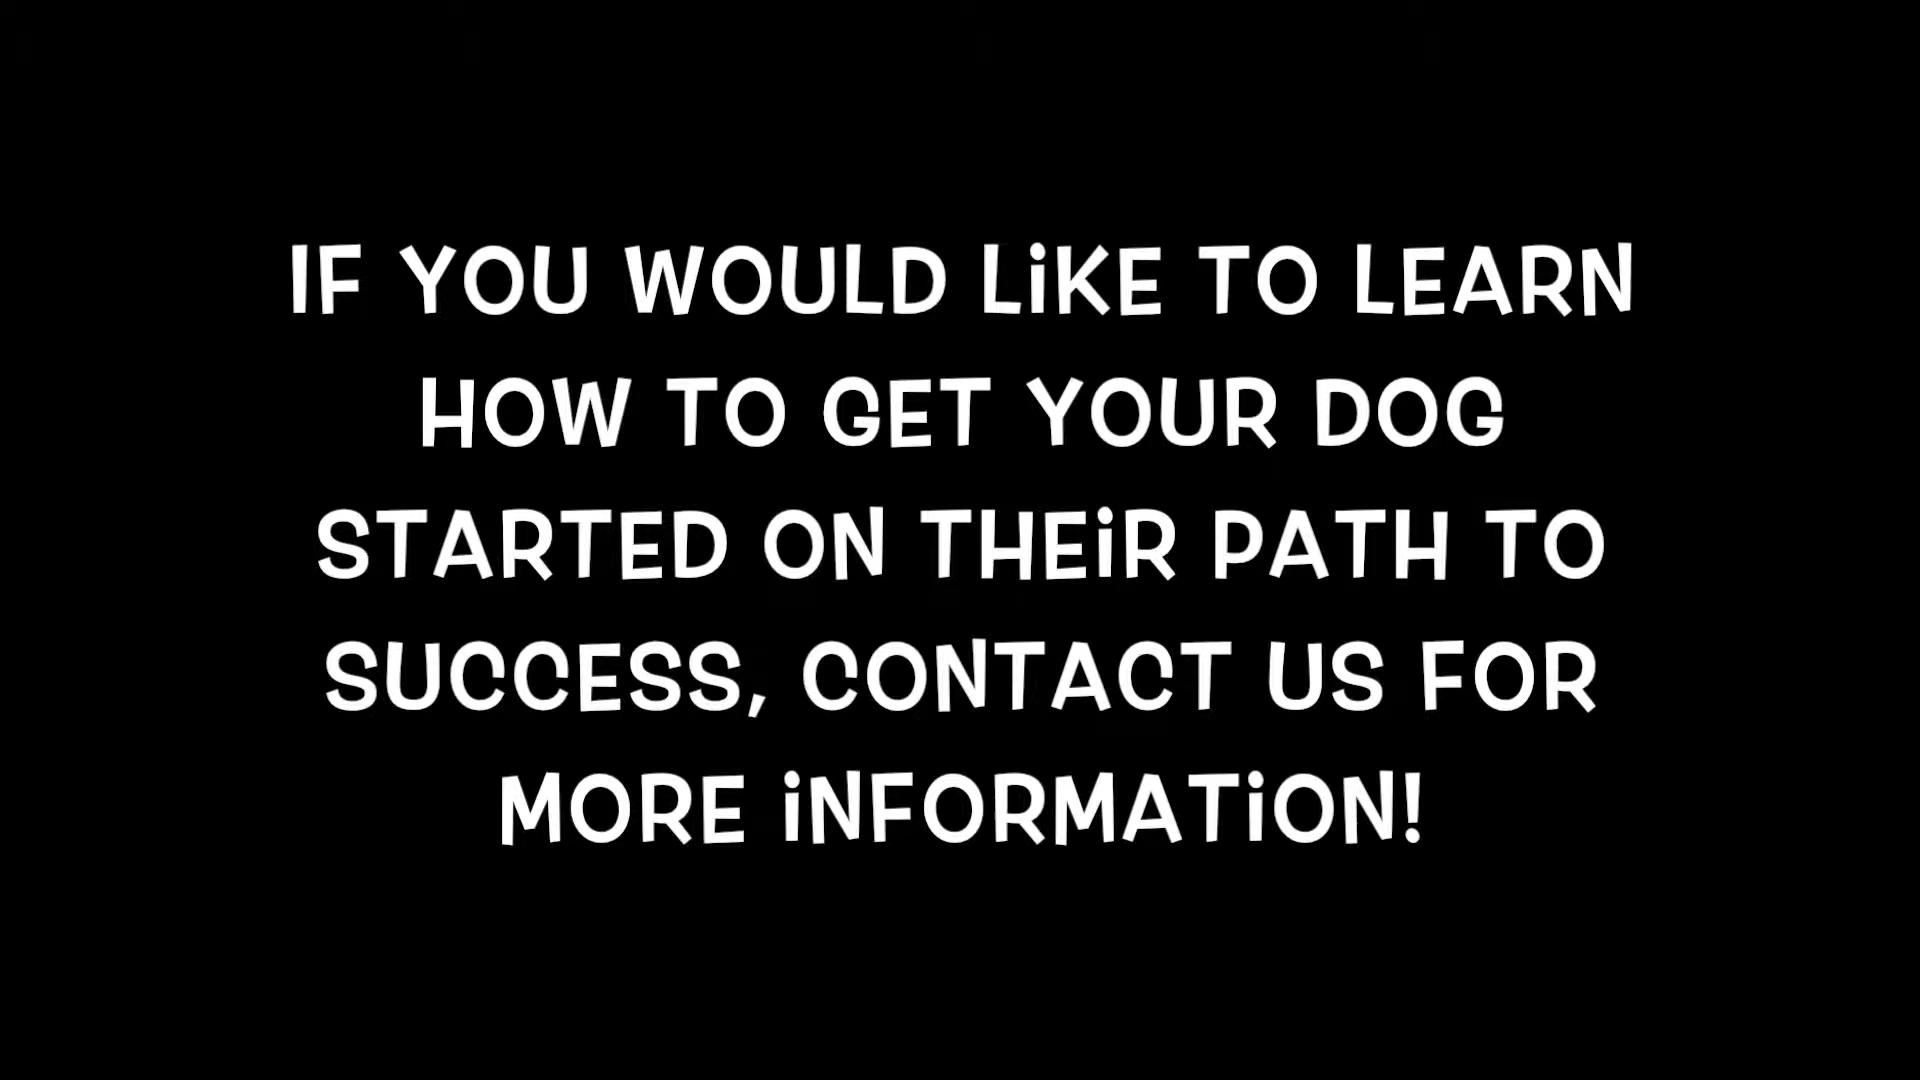 IF YOU WOULD LiKE TO LEARN
HOW TO GET YOUR DOG
STARTED ON THEiR PATH TO
SUCCESS, CONTACT US FOR
MORE iNFORMATiON!